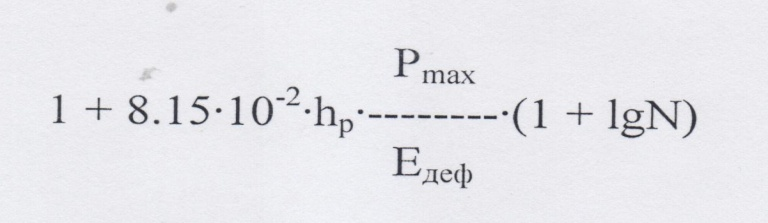 Pmax
1 + 8.15·10-2·hp·---------·(1 + lgN)
Eдеф